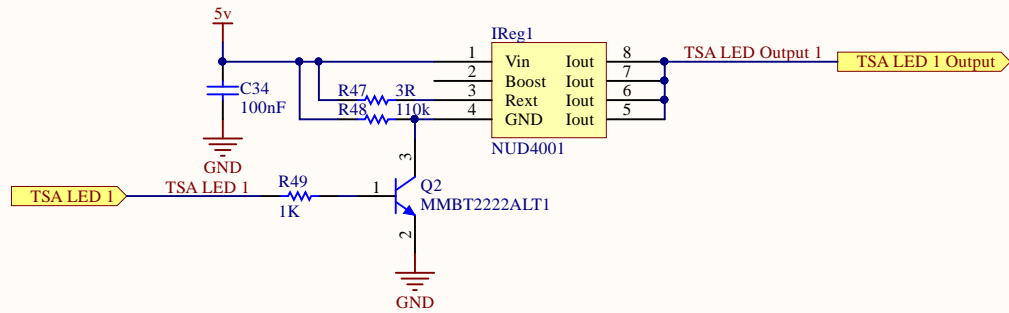 5v
C34
100nF
R47
3R
R48
110k
IReg1
1 Vin Iout 8
2 Boost Iout 7
3 Rext Iout 6
4 GND Iout 5
NUD4001
TSA LED Output 1
TSA LED 1 Output
GND
TSA LED 1
TSA LED 1
R49
1K
3
1
2
Q2
MMBT2222ALT1
GND